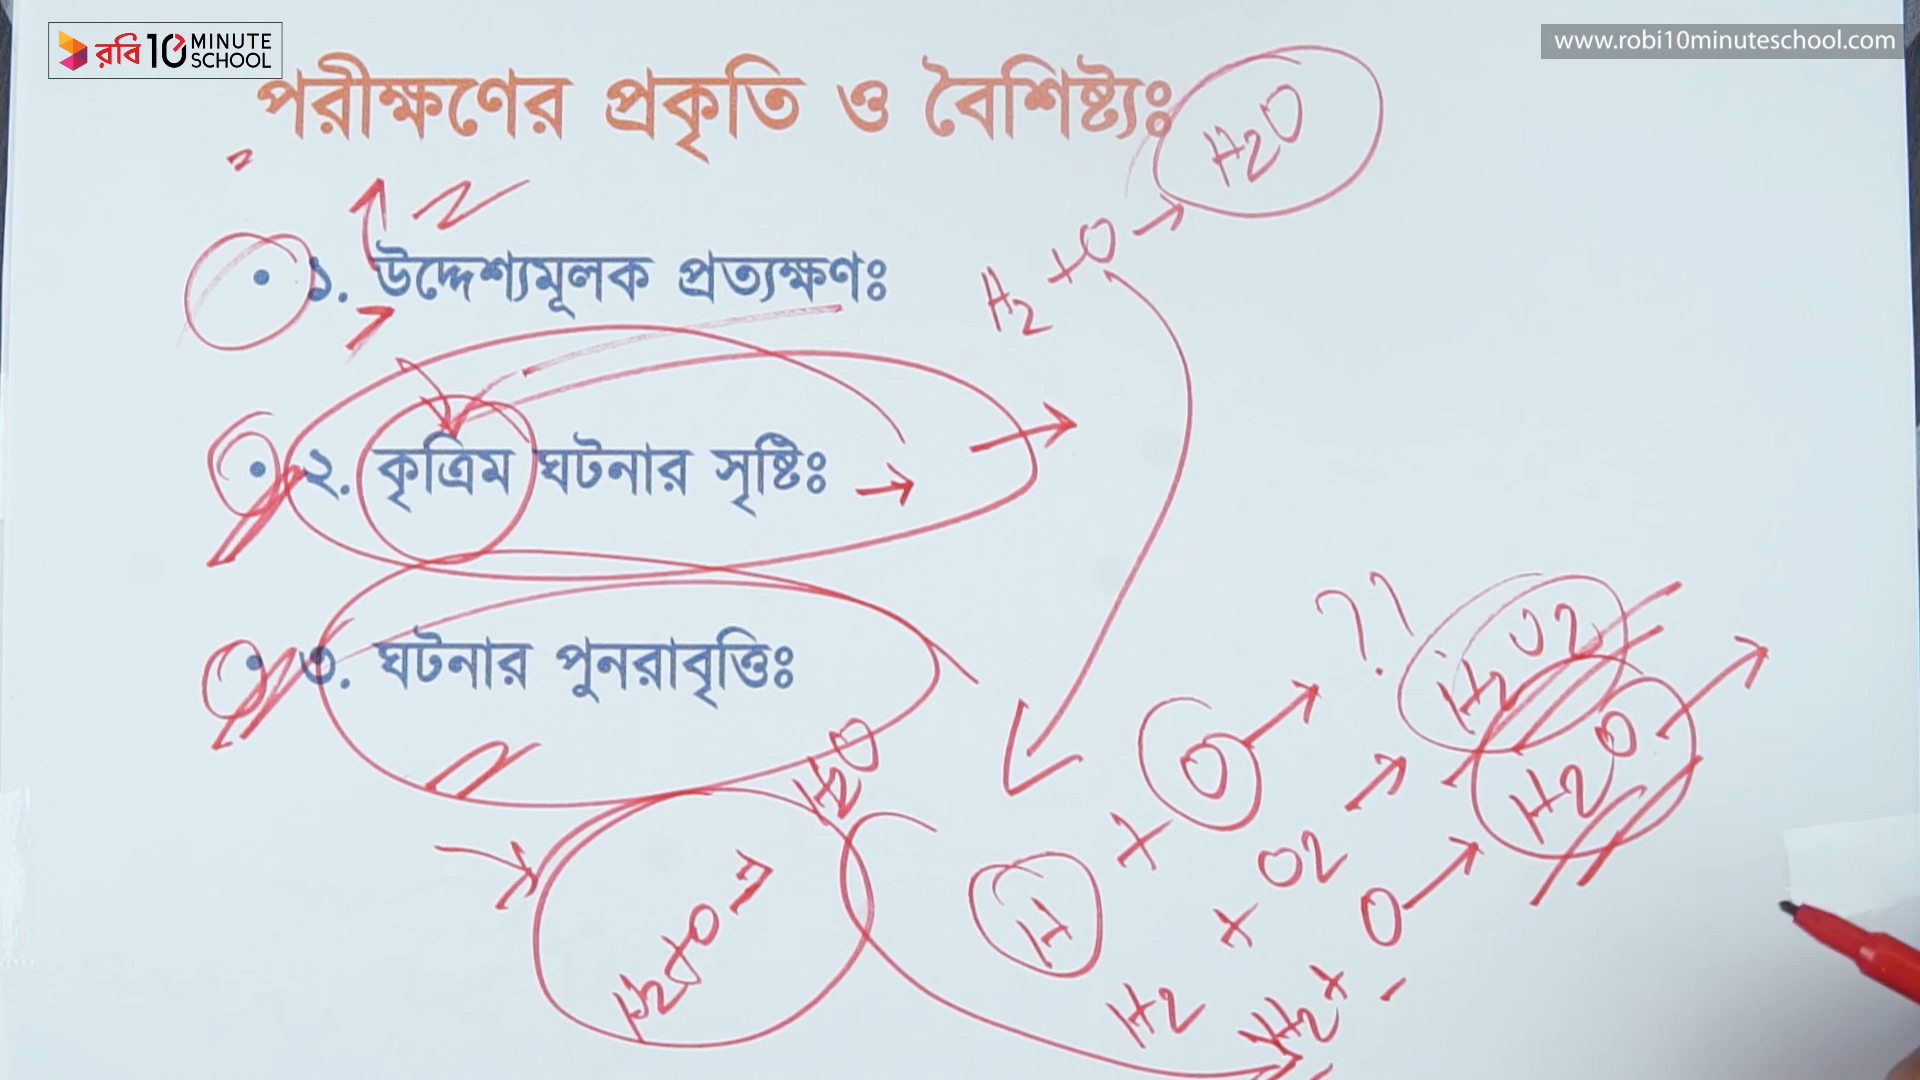 রবি 10 MINUTE SCHOOL
www.robi10minuteschool.com
পরীক্ষণের প্রকৃতি ও বৈশিষ্ট্যঃ
H2O
H2 + O →
• ১. উদ্দেশ্যমূলক প্রত্যক্ষণঃ
• ২. কৃত্রিম ঘটনার সৃষ্টিঃ →
• ৩. ঘটনার পুনরাবৃত্তিঃ
H2+O → H2O
H + O → ??
H2 + O2 → H2O2
H2 + O → H2O